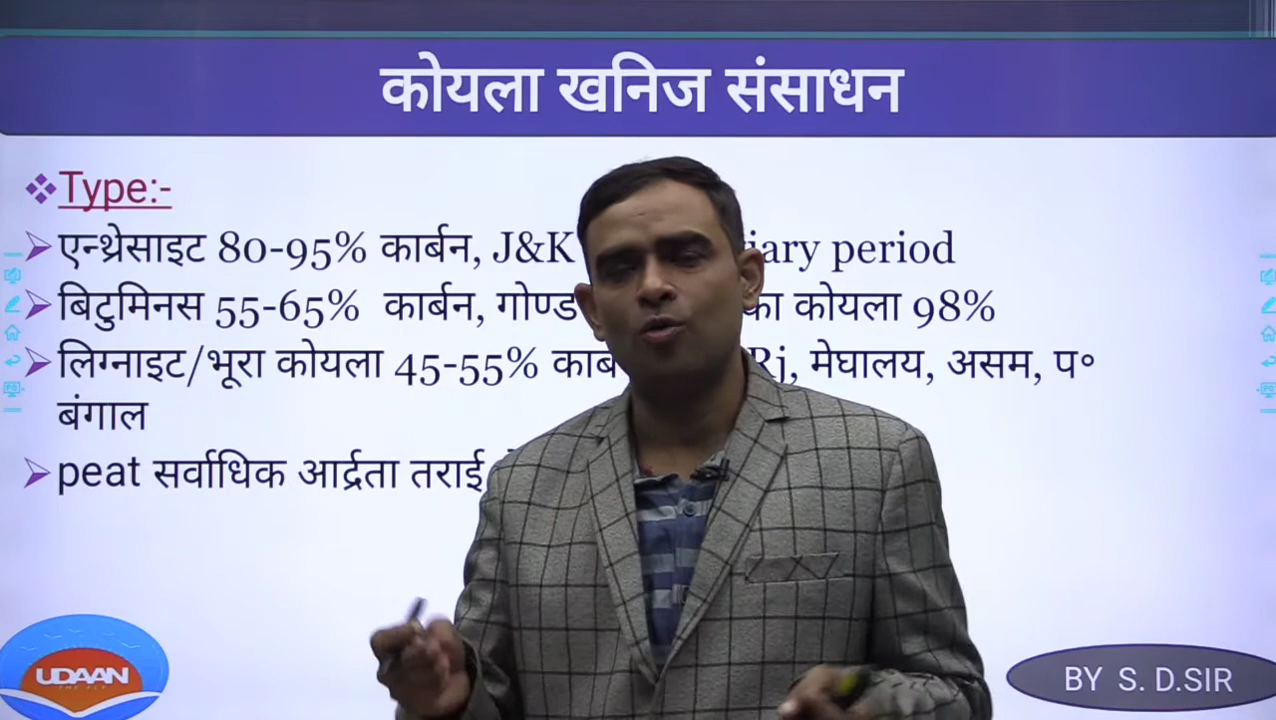 कोयला खनिज संसाधन
Type:-
एन्थ्रेसाइट 80-95% कार्बन, J&K period
बिटुमिनस 55-65% कार्बन, का कोयला 98%
लिग्नाइट/भूरा कोयला 45-55% Rj, मेघालय, असम, प॰
बंगाल
peat सर्वाधिक आर्द्रता तराई
UDAAN
BY S. D.SIR